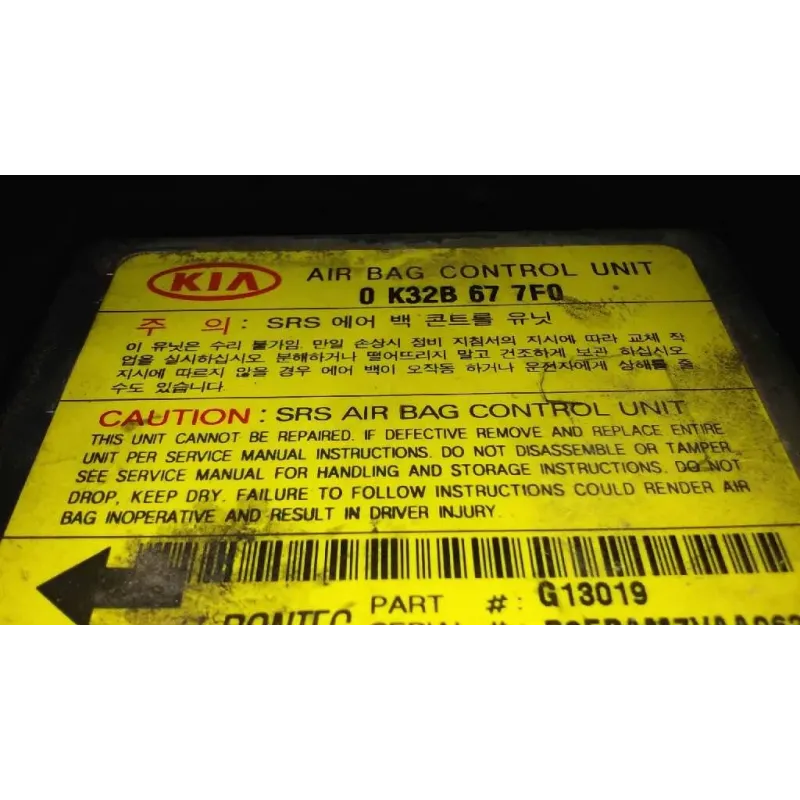 KIA AIR BAG CONTROL UNIT
0 K32B 67 7F0
주 의 : SRS 에어 백 콘트롤 유닛
이 유닛은 수리 불가임. 만일 손상시 정비 지침서의 지시에 따라 교체 작
업을 실시하십시오. 분해하거나 떨어뜨리지 말고 건조하게 보관 하십시오.
지시에 따르지 않을 경우 에어 백이 오작동 하거나 운전자에게 상해를 줄
수도 있습니다.
CAUTION : SRS AIR BAG CONTROL UNIT
THIS UNIT CANNOT BE REPAIRED. IF DEFECTIVE REMOVE AND REPLACE ENTIRE
UNIT PER SERVICE MANUAL INSTRUCTIONS. DO NOT DISASSEMBLE OR TAMPER.
SEE SERVICE MANUAL FOR HANDLING AND STORAGE INSTRUCTIONS. DO NOT
DROP, KEEP DRY. FAILURE TO FOLLOW INSTRUCTIONS COULD RENDER AIR
BAG INOPERATIVE AND RESULT IN DRIVER INJURY.
PART #: G13019